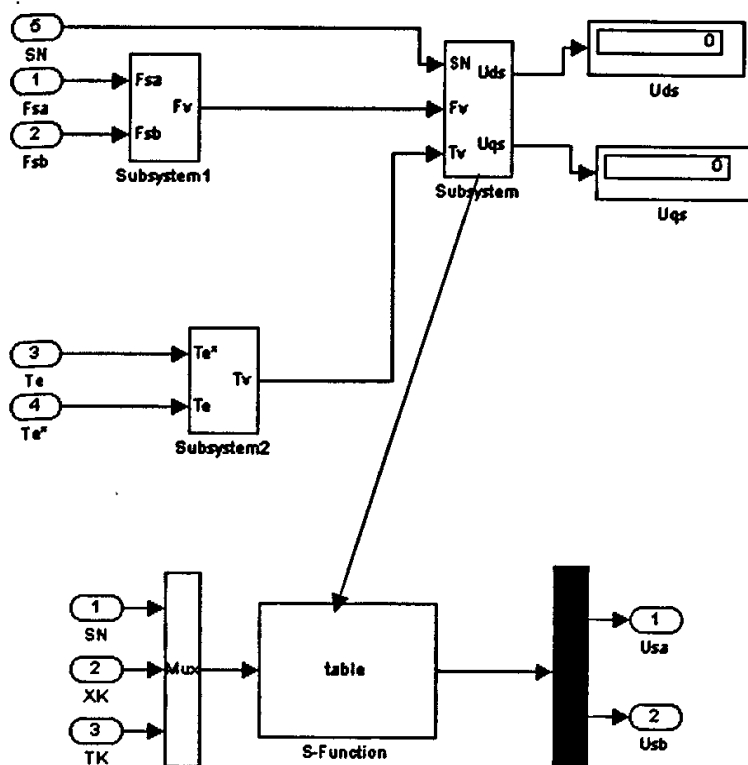 5
SN
1
Fsa
2
Fsb
Fsa
Fv
Fsb
Subsystem1
SN
Uds
Fv
Uqs
Tv
Subsystem
0
Uds
0
Uqs
3
Te
4
Te*
Te*
Tv
Te
Subsystem2
1
SN
2
XK
3
TK
Mux
table
S-Function
1
Usa
2
Usb